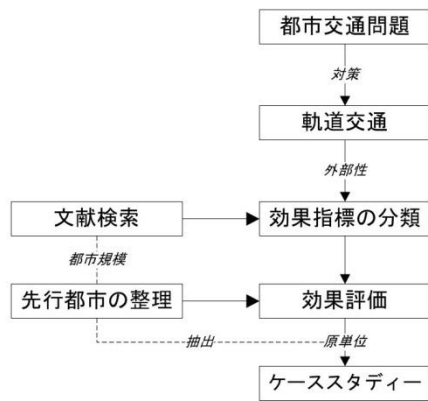 都市交通問題
対策
軌道交通
外部性
文献検索
効果指標の分類
都市規模
先行都市の整理
効果評価
抽出
原単位
ケーススタディー